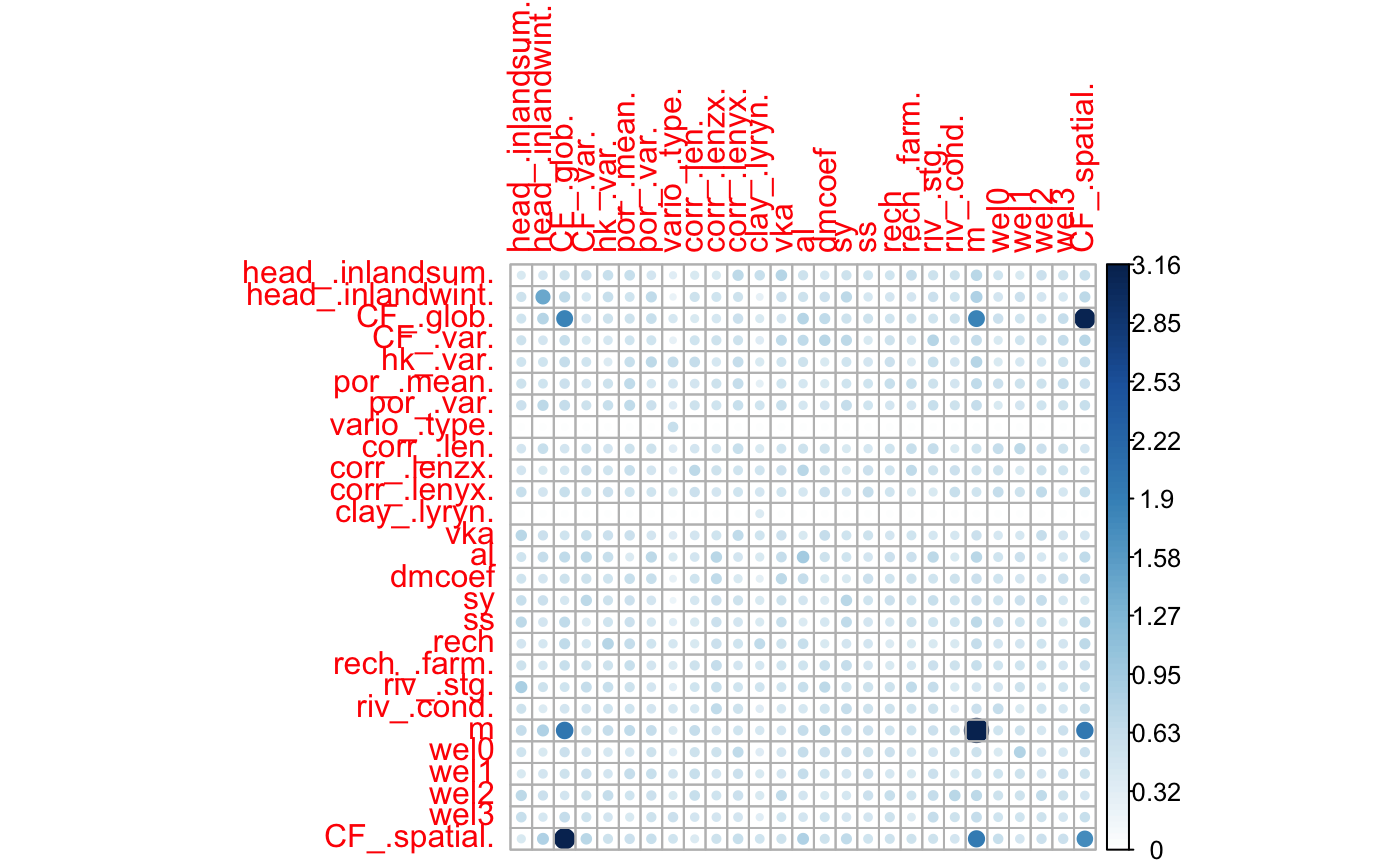 head_.inlandsum.
head_.inlandwint.
CF_.glob.
CF_.var.
hk_.var.
por_.mean.
por_.var.
vario_.type.
corr_.len.
corr_.lenzx.
corr_.lenyx.
clay_.lyryn.
vka
al
dmcoef
sy
ss
rech
rech_.farm.
riv_.stg.
riv_.cond.
m
wel0
wel1
wel2
wel3
CF_.spatial.
head_.inlandsum.
head_.inlandwint.
CF_.glob.
CF_.var.
hk_.var.
por_.mean.
por_.var.
vario_.type.
corr_.len.
corr_.lenzx.
corr_.lenyx.
clay_.lyryn.
vka
al
dmcoef
sy
ss
rech
rech_.farm.
riv_.stg.
riv_.cond.
m
wel0
wel1
wel2
wel3
CF_.spatial.
3.16
2.85
2.53
2.22
1.9
1.58
1.27
0.95
0.63
0.32
0